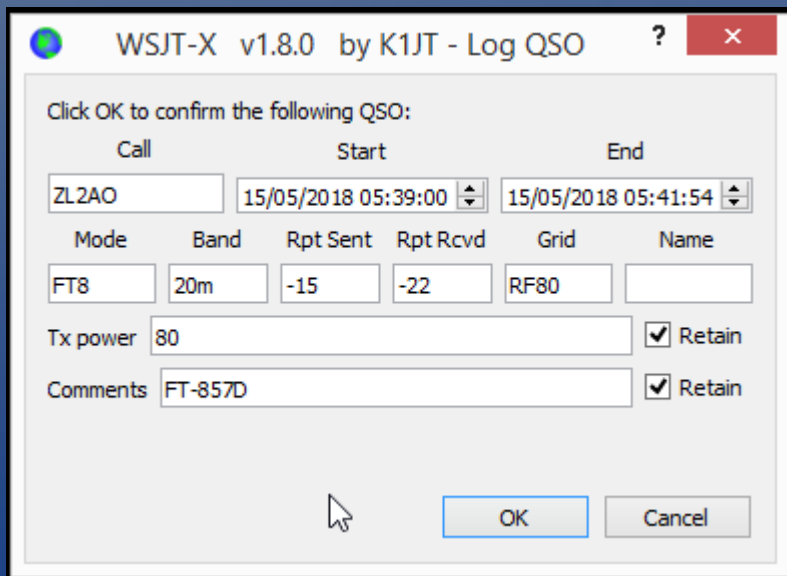 WSJT-X v1.8.0 by K1JT - Log QSO ? ×
Click OK to confirm the following QSO:
Call Start End
ZL2AO 15/05/2018 05:39:00 15/05/2018 05:41:54
Mode Band Rpt Sent Rpt Rcvd Grid Name
FT8 20m -15 -22 RF80
Tx power 80 Retain
Comments FT-857D Retain
OK Cancel